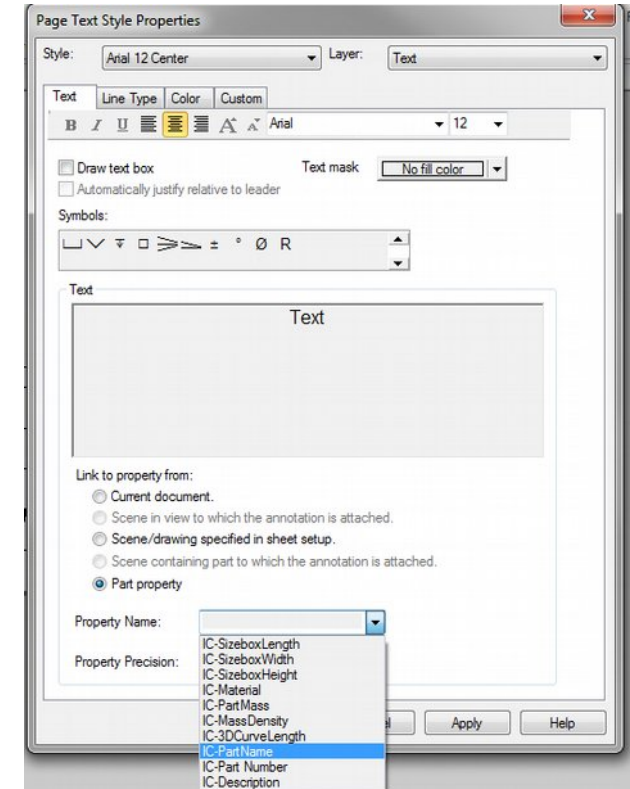 Page Text Style Properties
Style: Arial 12 Center Layer: Text
Text Line Type Color Custom
B I U A A Arial 12
Draw text box Text mask No fill color
Automatically justify relative to leader
Symbols:
± ° Ø R
Text
Text
Link to property from:
Current document.
Scene in view to which the annotation is attached.
Scene/drawing specified in sheet setup.
Scene containing part to which the annotation is attached.
Part property
Property Name:
IC-SizeboxLength
Property Precision: IC-SizeboxWidth
IC-SizeboxHeight
IC-Material
IC-PartMass
IC-MassDensity
IC-3DCurveLength
Apply Help
IC-PartName
IC-Part Number
IC-Description